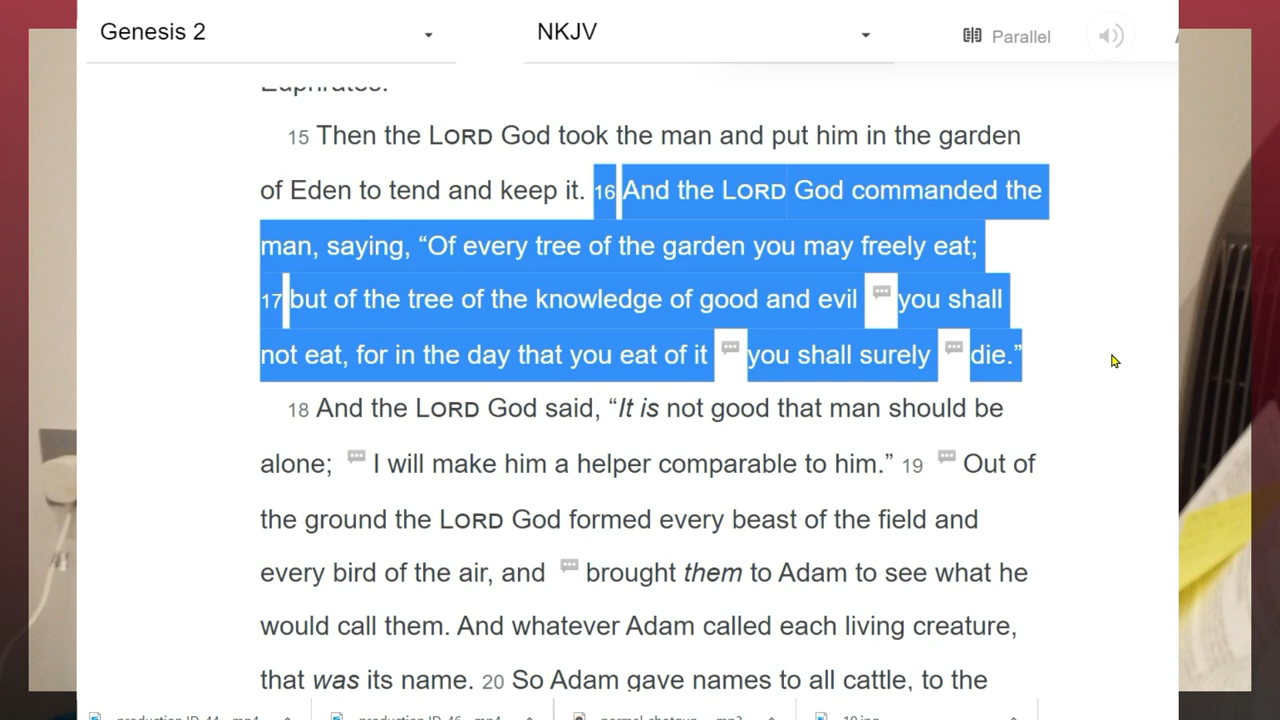 Genesis 2
NKJV
Parallel
Euphrates.
15 Then the LORD God took the man and put him in the garden
of Eden to tend and keep it. 16 And the LORD God commanded the
man, saying, “Of every tree of the garden you may freely eat;
17 but of the tree of the knowledge of good and evil you shall
not eat, for in the day that you eat of it you shall surely die.”
18 And the LORD God said, “It is not good that man should be
alone; I will make him a helper comparable to him.” 19 Out of
the ground the LORD God formed every beast of the field and
every bird of the air, and brought them to Adam to see what he
would call them. And whatever Adam called each living creature,
that was its name. 20 So Adam gave names to all cattle, to the